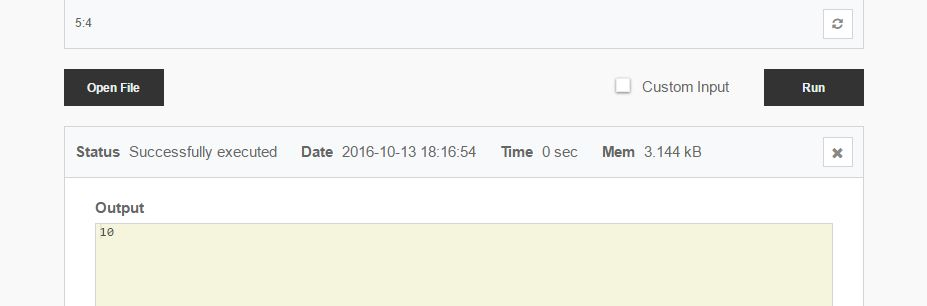 5:4
Open File Custom Input Run
Status Successfully executed Date 2016-10-13 18:16:54 Time 0 sec Mem 3.144 kB
Output
10